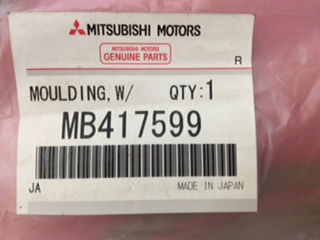 MITSUBISHI MOTORS
MITSUBISHI MOTORS
GENUINE PARTS
R
MOULDING, W/ QTY:1
MB417599
JA MADE IN JAPAN